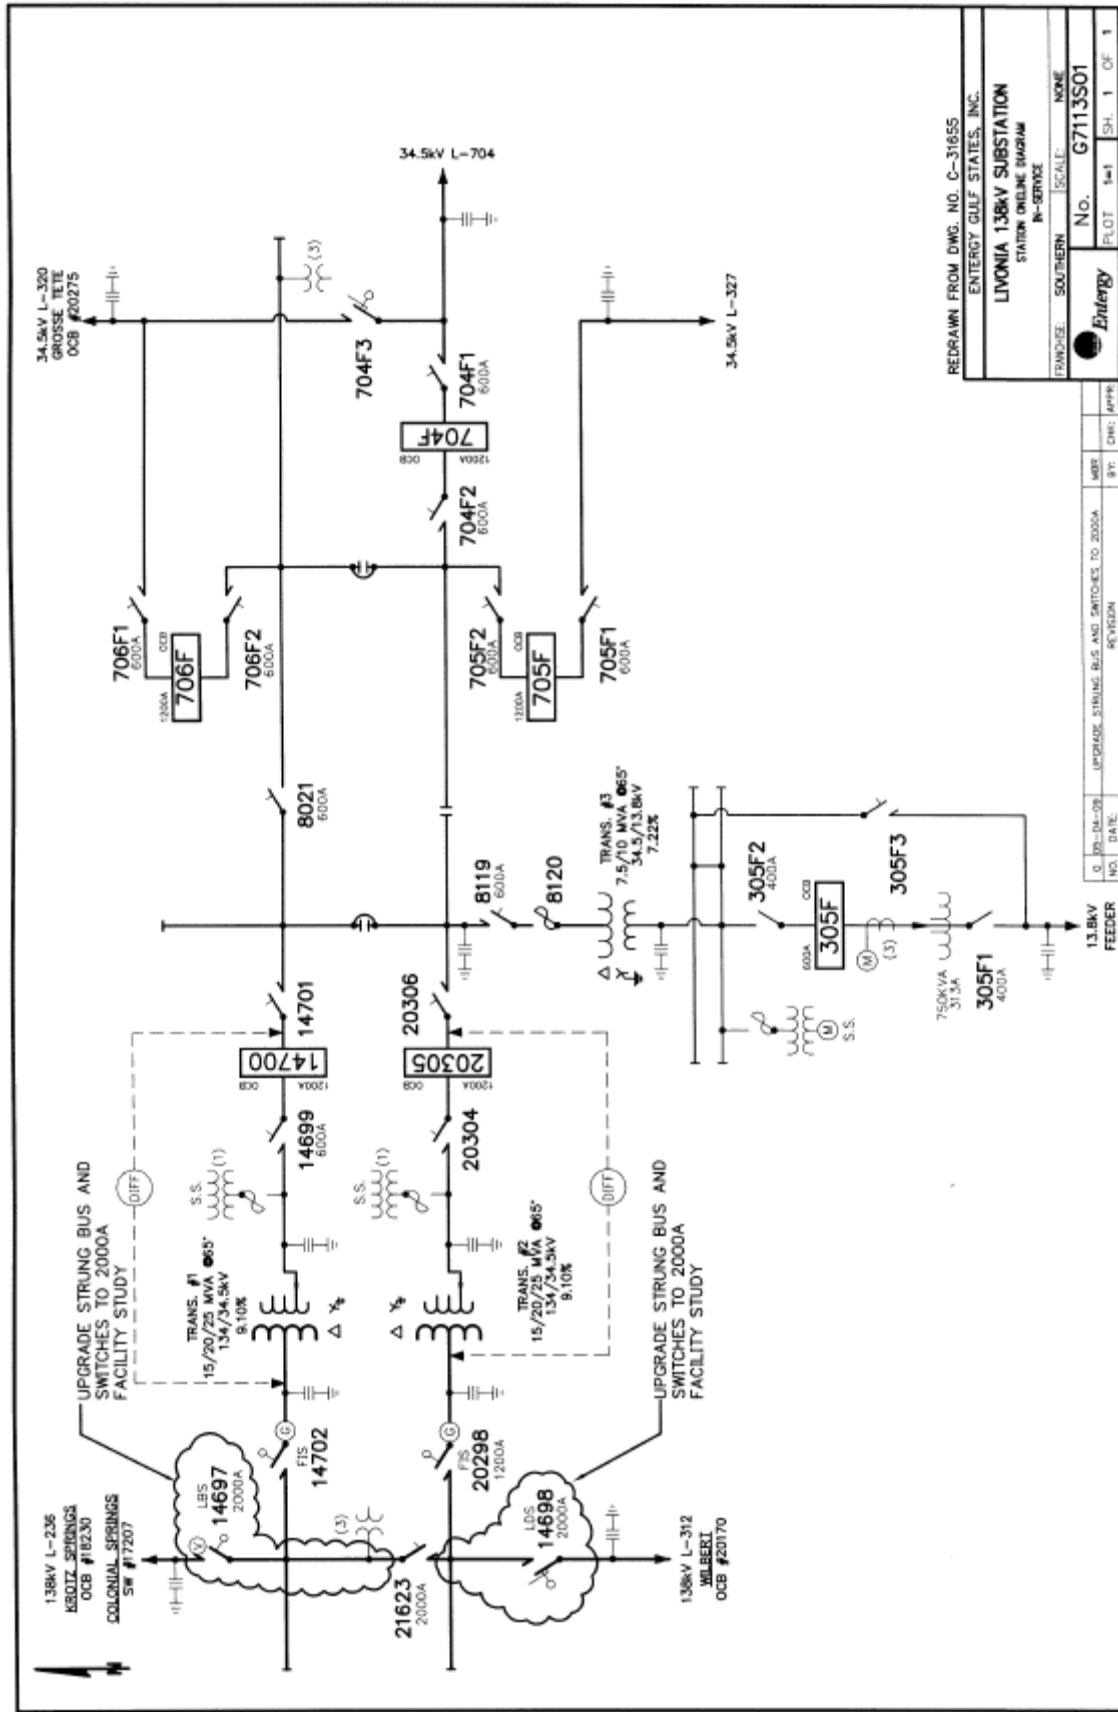 138kV L-236
KROTZ SPRINGS
OCB #18230
COLONIAL SPRINGS
SW #17207
N
UPGRADE STRUNG BUS AND
SWITCHES TO 2000A
FACILITY STUDY
V
LBS
14697
2000A
(3)
21623
2000A
LDS
14698
2000A
138kV L-312
WILBERT
OCB #20170
UPGRADE STRUNG BUS AND
SWITCHES TO 2000A
FACILITY STUDY
G
FIS
14702
G
FIS
20298
1200A
TRANS. #1
15/20/25 MVA @65°
134/34.5kV
9.10%
TRANS. #2
15/20/25 MVA @65°
134/34.5kV
9.10%
DIFF
DIFF
S.S.
(1)
S.S.
(1)
14699
600A
OCB
14700
1200A
14701
20304
OCB
20305
1200A
20306
8021
600A
8119
600A
8120
TRANS. #3
7.5/10 MVA @65°
34.5/13.8kV
7.22%
M
S.S.
305F2
400A
600A
OCB
305F
M
(3)
750KVA
313A
305F1
400A
305F3
13.8kV
FEEDER
706F1
600A
1200A
OCB
706F
706F2
600A
705F2
600A
1200A
OCB
705F
705F1
600A
704F2
600A
OCB
704F
1200A
704F1
600A
704F3
(3)
34.5kV L-320
GROSSE TETE
OCB #20275
34.5kV L-704
34.5kV L-327
REDRAWN FROM DWG. NO. C-31655
ENTERGY GULF STATES, INC.
LIVONIA 138kV SUBSTATION
STATION ONELINE DIAGRAM
IN-SERVICE
FRANCHISE: SOUTHERN SCALE: NONE
Entergy
No. G7113S01
PLOT 1=1 SH. 1 OF 1
UPGRADE STRUNG BUS AND SWITCHES TO 2000A
NO. DATE: REVISION BY: CHK: APPR: